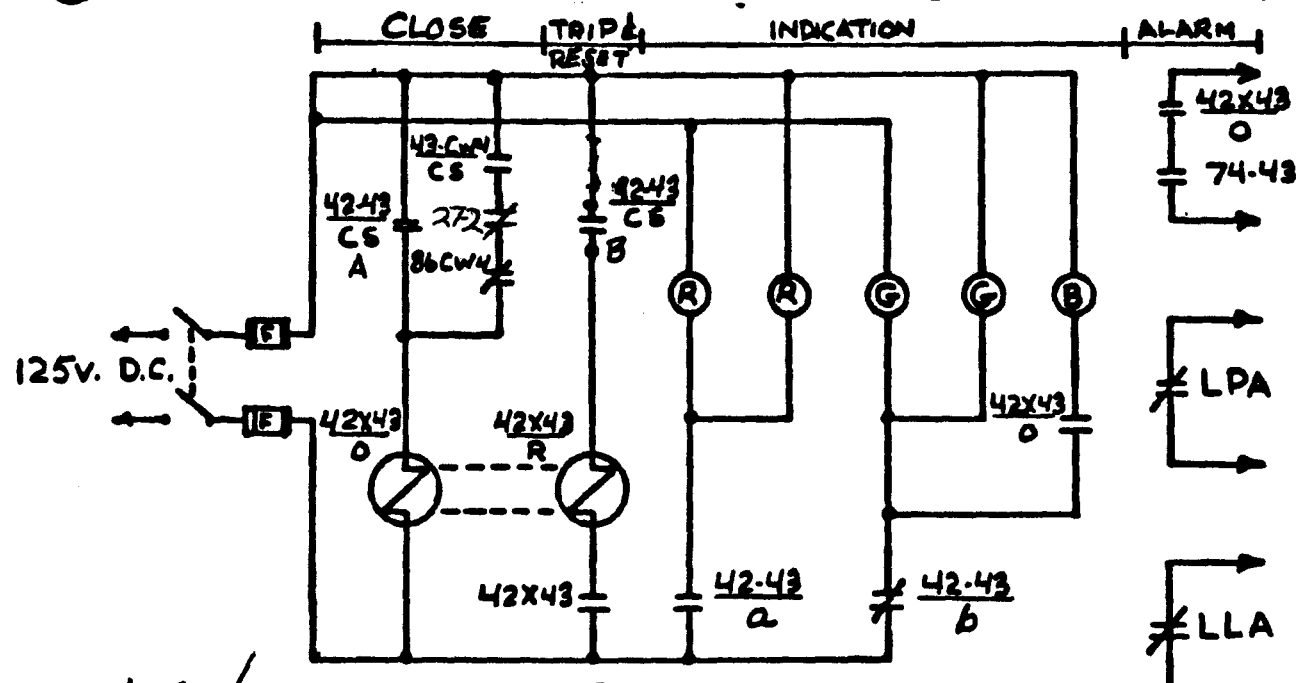 CLOSE
TRIP &
RESET
INDICATION
ALARM
42X43
O
74-43
43-CW4
CS
42-43
CS
A
272
86CW4
42-43
CS
B
R
R
G
G
B
F
125V. D.C.
F
42X43
O
42X43
R
42X43
O
LPA
42X43
42-43
a
42-43
b
LLA